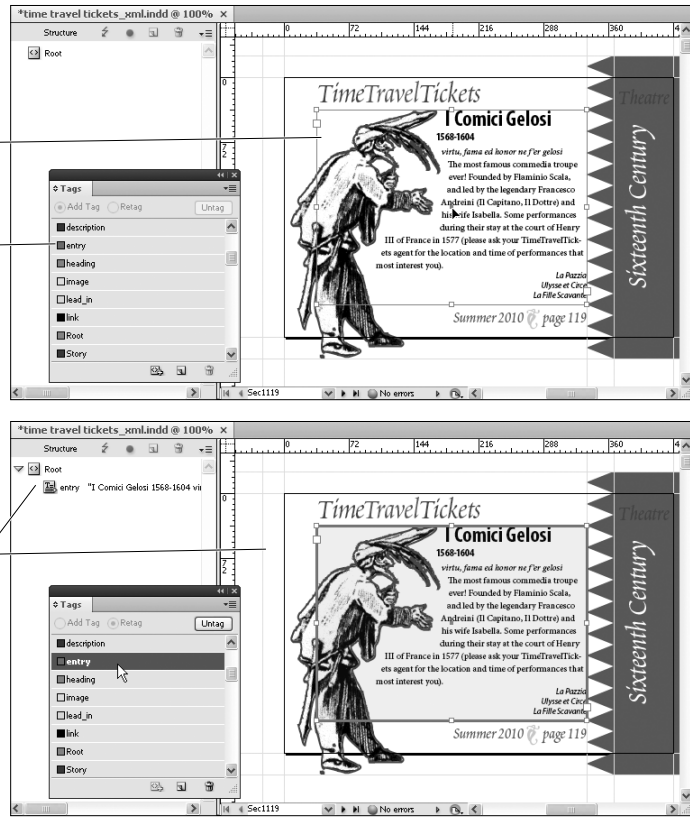 *time travel tickets_xml.indd @ 100% ×
Structure
Root
0 72 144 216 288 360 4
0
7
2
Tags
Add Tag Retag Untag
description
entry
heading
image
lead_in
link
Root
Story
TimeTravelTickets
I Comici Gelosi
1568-1604
virtu, fama ed honor ne f'er gelosi
The most famous commedia troupe
ever! Founded by Flaminio Scala,
and led by the legendary Francesco
Andreini (Il Capitano, Il Dottre) and
his wife Isabella. Some performances
during their stay at the court of Henry
III of France in 1577 (please ask your TimeTravelTick-
ets agent for the location and time of performances that
most interest you).
La Pazzia
Ulysse et Circe
La Fille Scavante
Summer 2010 page 119
Theatre
Sixteenth Century
Sec1119 No errors
*time travel tickets_xml.indd @ 100% ×
Structure
Root
entry "I Comici Gelosi 1568-1604 vir
0 72 144 216 288 360 4
0
7
2
Tags
Add Tag Retag Untag
description
entry
heading
image
lead_in
link
Root
Story
TimeTravelTickets
I Comici Gelosi
1568-1604
virtu, fama ed honor ne f'er gelosi
The most famous commedia troupe
ever! Founded by Flaminio Scala,
and led by the legendary Francesco
Andreini (Il Capitano, Il Dottre) and
his wife Isabella. Some performances
during their stay at the court of Henry
III of France in 1577 (please ask your TimeTravelTick-
ets agent for the location and time of performances that
most interest you).
La Pazzia
Ulysse et Circe
La Fille Scavante
Summer 2010 page 119
Theatre
Sixteenth Century
Sec1119 No errors